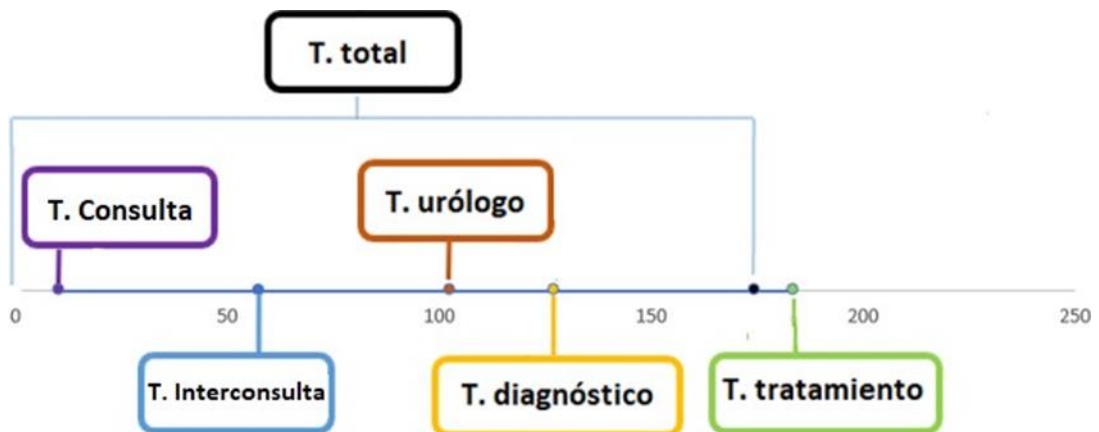 T. total
T. Consulta
T. urólogo
0 50 100 150 200 250
T. Interconsulta
T. diagnóstico
T. tratamiento